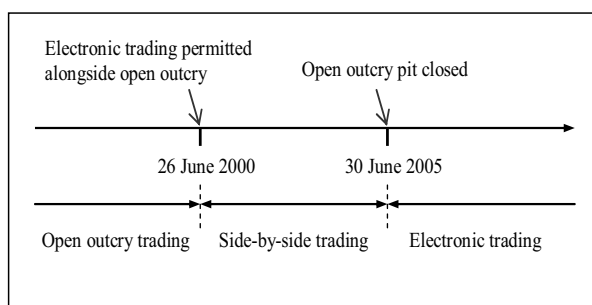 Electronic trading permitted
alongside open outcry
Open outcry pit closed
26 June 2000
30 June 2005
Open outcry trading
Side-by-side trading
Electronic trading